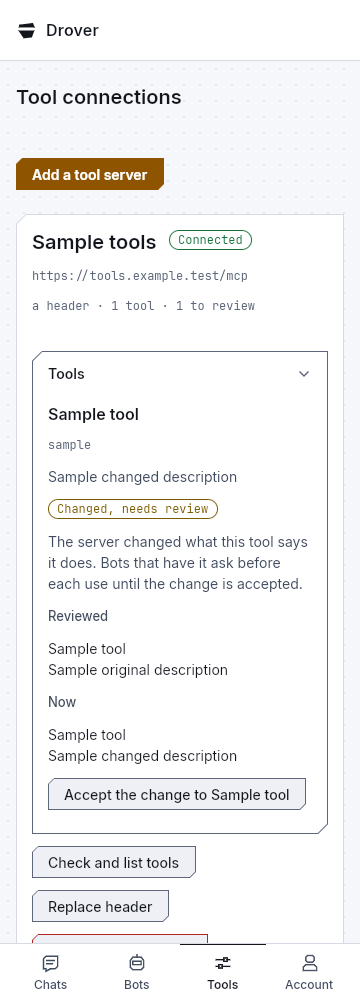 Drover
Tool connections
Add a tool server
Sample tools
Connected
https://tools.example.test/mcp
a header · 1 tool · 1 to review
Tools
Sample tool
sample
Sample changed description
Changed, needs review
The server changed what this tool says
it does. Bots that have it ask before
each use until the change is accepted.
Reviewed
Sample tool
Sample original description
Now
Sample tool
Sample changed description
Accept the change to Sample tool
Check and list tools
Replace header
Chats
Bots
Tools
Account